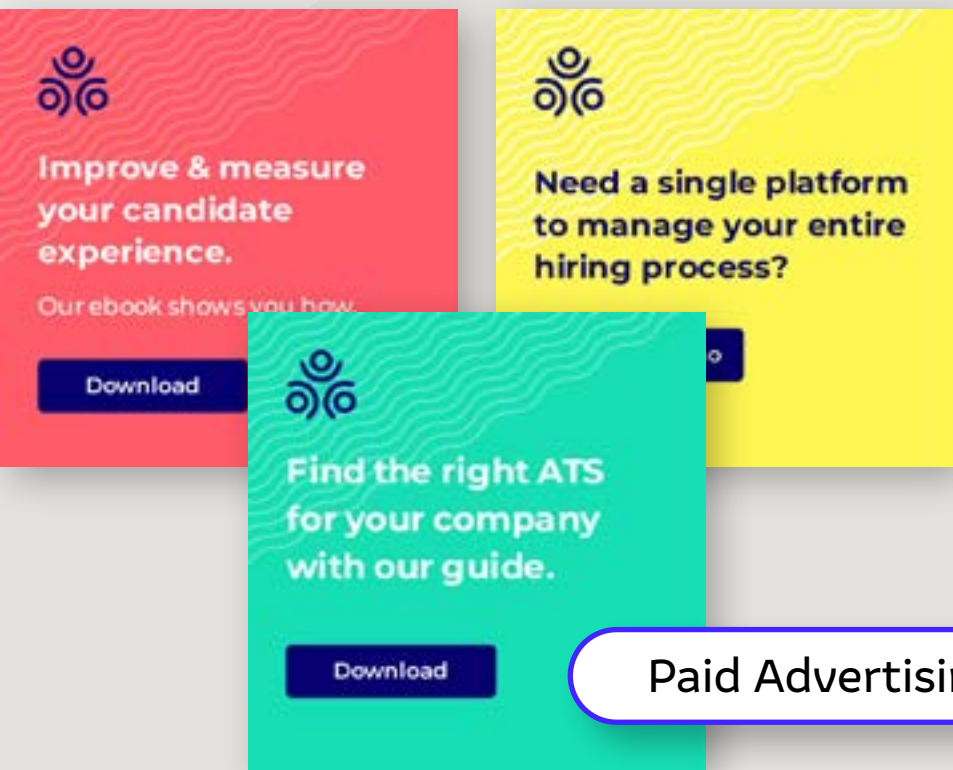 Improve & measure
your candidate
experience.
Our ebook shows you how.
Download
Need a single platform
to manage your entire
hiring process?
Find the right ATS
for your company
with our guide.
Download
Paid